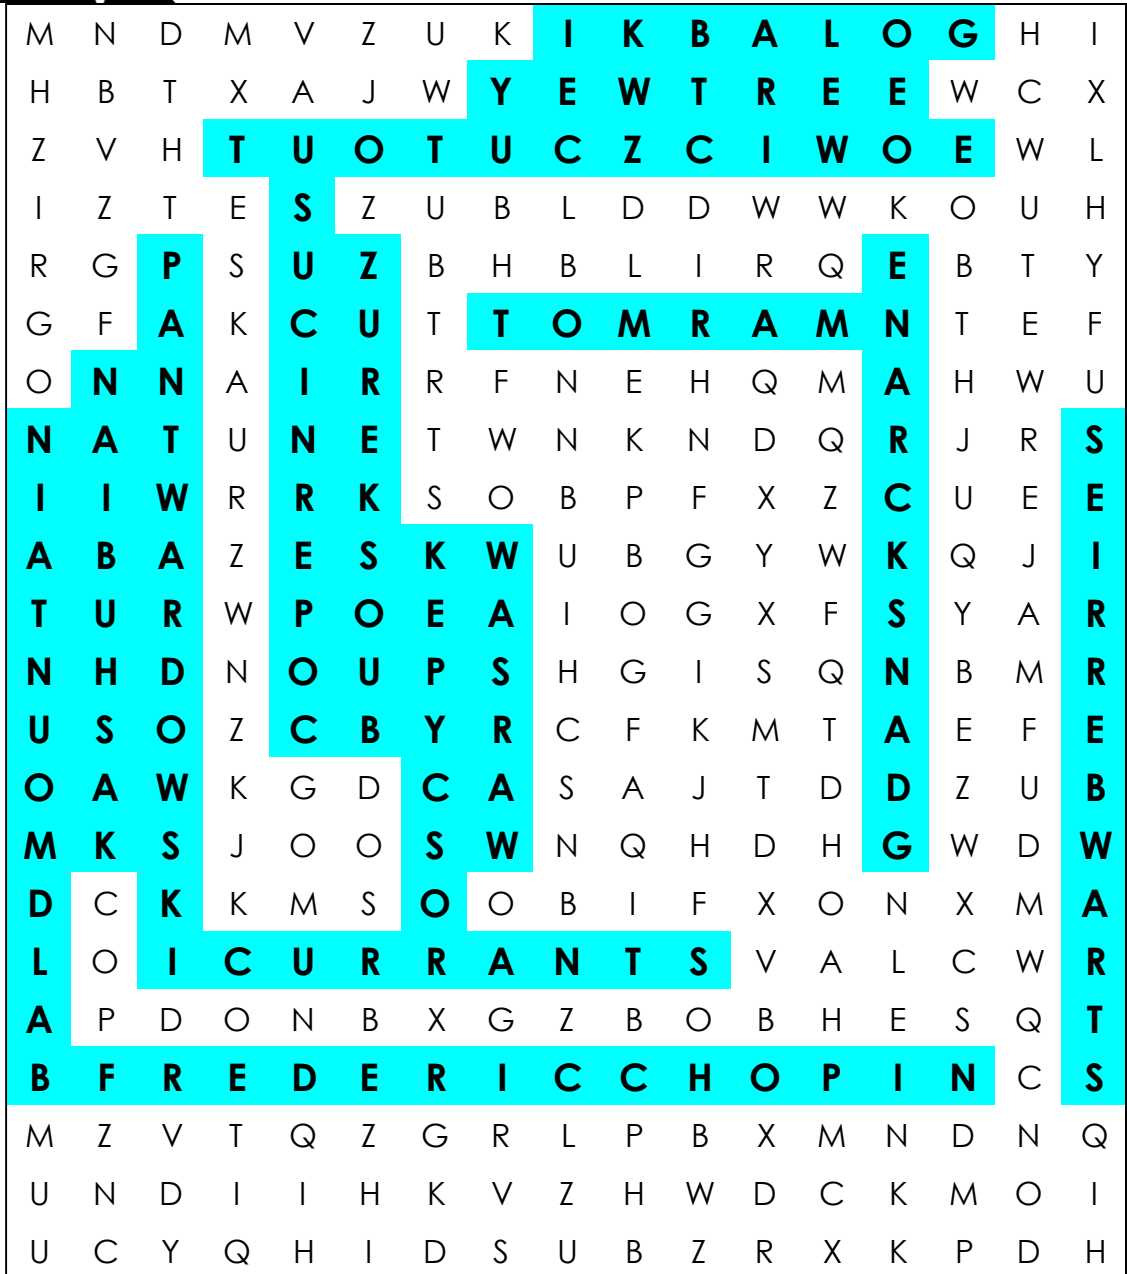 M N D M V Z U K I K B A L O G H I
H B T X A J W Y E W T R E E W C X
Z V H T U O T U C Z C I W O E W L
I Z T E S Z U B L D D W W K O U H
R G P S U Z B H B L I R Q E B T Y
G F A K C U T T O M R A M N T E F
O N N A I R R F N E H Q M A H W U
N A T U N E T W N K N D Q R J R S
I I W R R K S O B P F X Z C U E E
A B A Z E S K W U B G Y W K Q J I
T U R W P O E A I O G X F S Y A R
N H D N O U P S H G I S Q N B M R
U S O Z C B Y R C F K M T A E F E
O A W K G D C A S A J T D D Z U B
M K S J O O S W N Q H D H G W D W
D C K K M S O O B I F X O N X M A
L O I C U R R A N T S V A L C W R
A P D O N B X G Z B O B H E S Q T
B F R E D E R I C C H O P I N C S
M Z V T Q Z G R L P B X M N D N Q
U N D I I H K V Z H W D C K M O I
U C Y Q H I D S U B Z R X K P D H